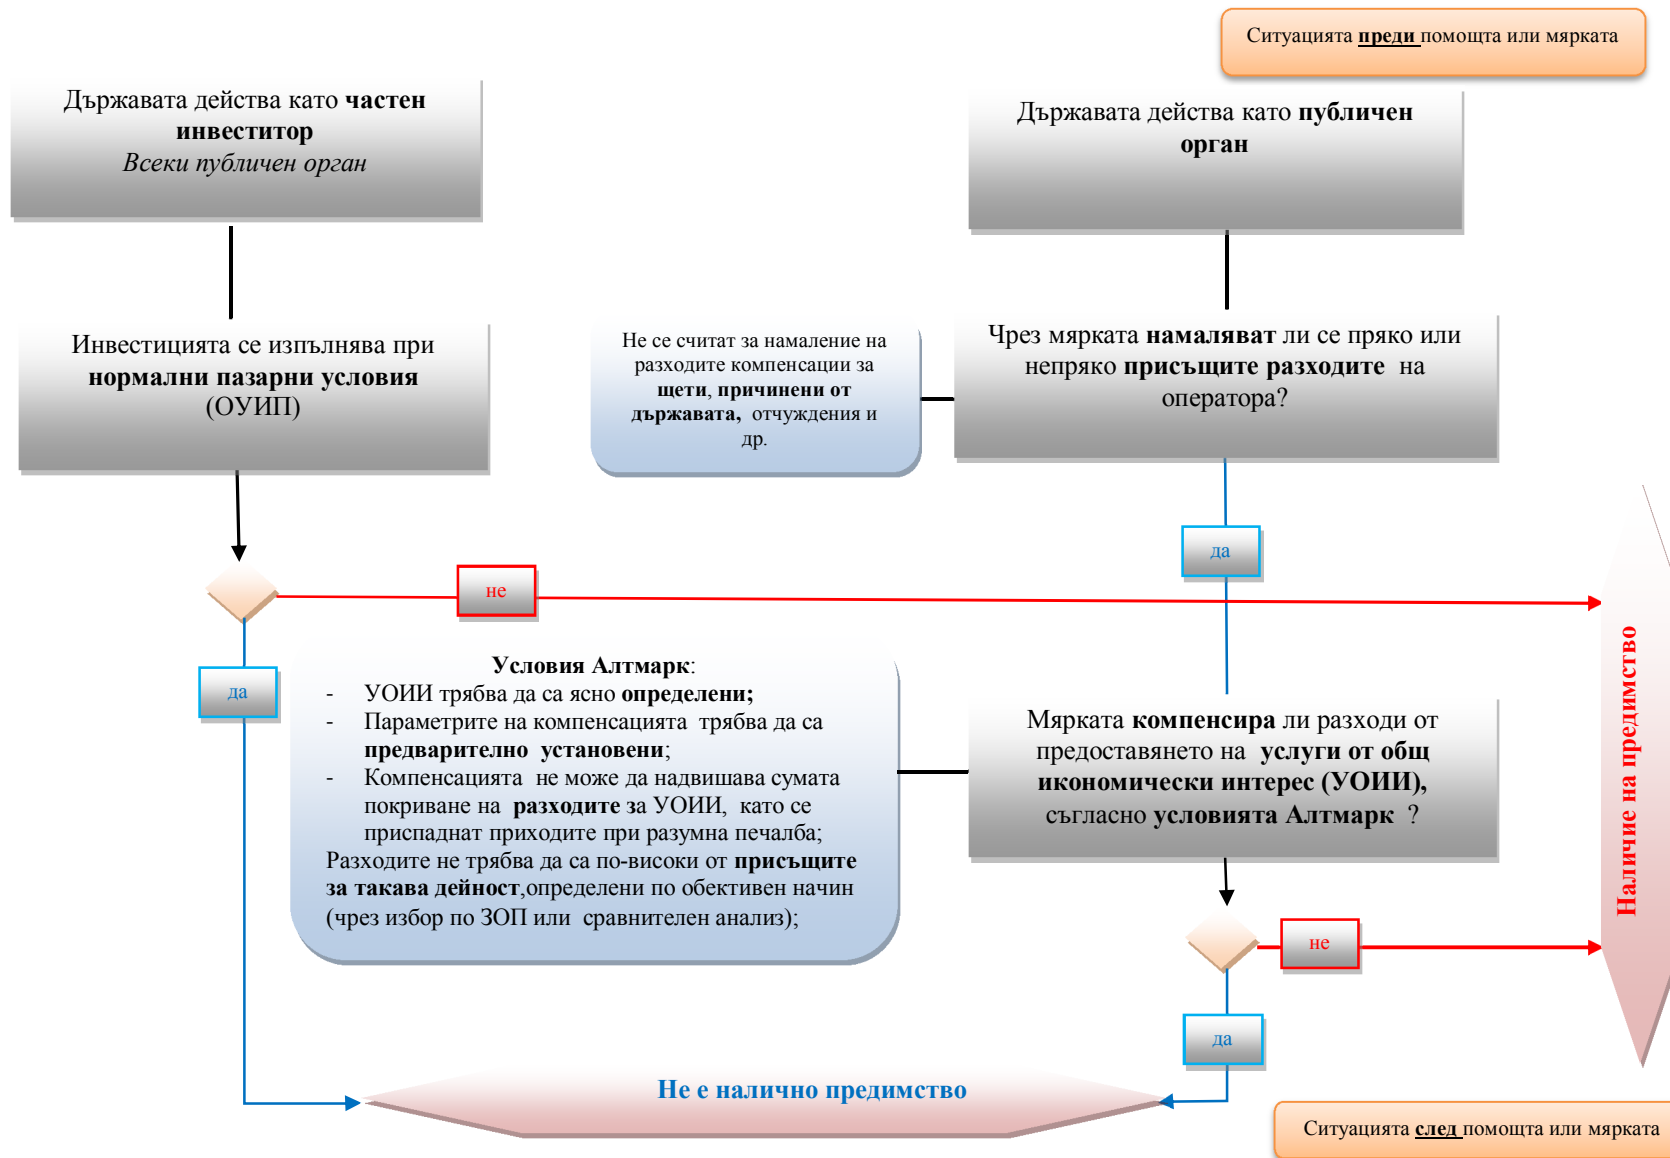 Ситуацията преди помощта или мярката
Държавата действа като частен
инвеститор
Всеки публичен орган
Държавата действа като публичен
орган
Инвестицията се изпълнява при
нормални пазарни условия
(ОУИП)
Не се считат за намаление на
разходите компенсации за
щети, причинени от
държавата, отчуждения и
др.
Чрез мярката намаляват ли се пряко или
непряко присъщите разходите на
оператора?
да
не
да
Условия Алтмарк:
- УОИИ трябва да са ясно определени;
- Параметрите на компенсацията трябва да са
предварително установени;
- Компенсацията не може да надвишава сумата
покриване на разходите за УОИИ, като се
приспаднат приходите при разумна печалба;
Разходите не трябва да са по-високи от присъщите
за такава дейност,определени по обективен начин
(чрез избор по ЗОП или сравнителен анализ);
Мярката компенсира ли разходи от
предоставянето на услуги от общ
икономически интерес (УОИИ),
съгласно условията Алтмарк ?
Наличие на предимство
не
да
Не е налично предимство
Ситуацията след помощта или мярката